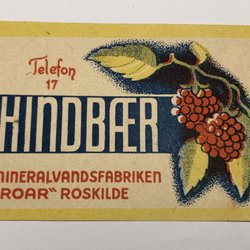 Telefon
17
HINDBÆR
MINERALVANDSFABRIKEN
"ROAR" ROSKILDE